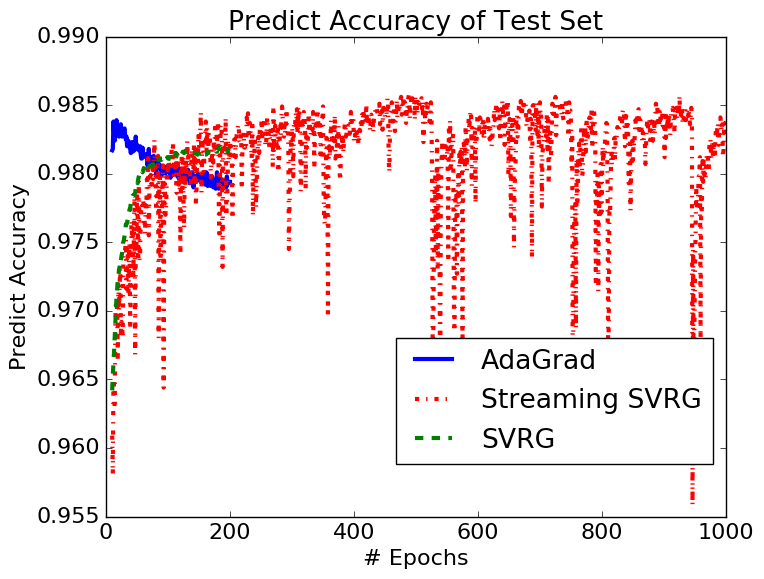 Predict Accuracy of Test Set
0.990
0.985
0.980
0.975
0.970
0.965
0.960
0.955
Predict Accuracy
AdaGrad
Streaming SVRG
SVRG
0 200 400 600 800 1000
# Epochs